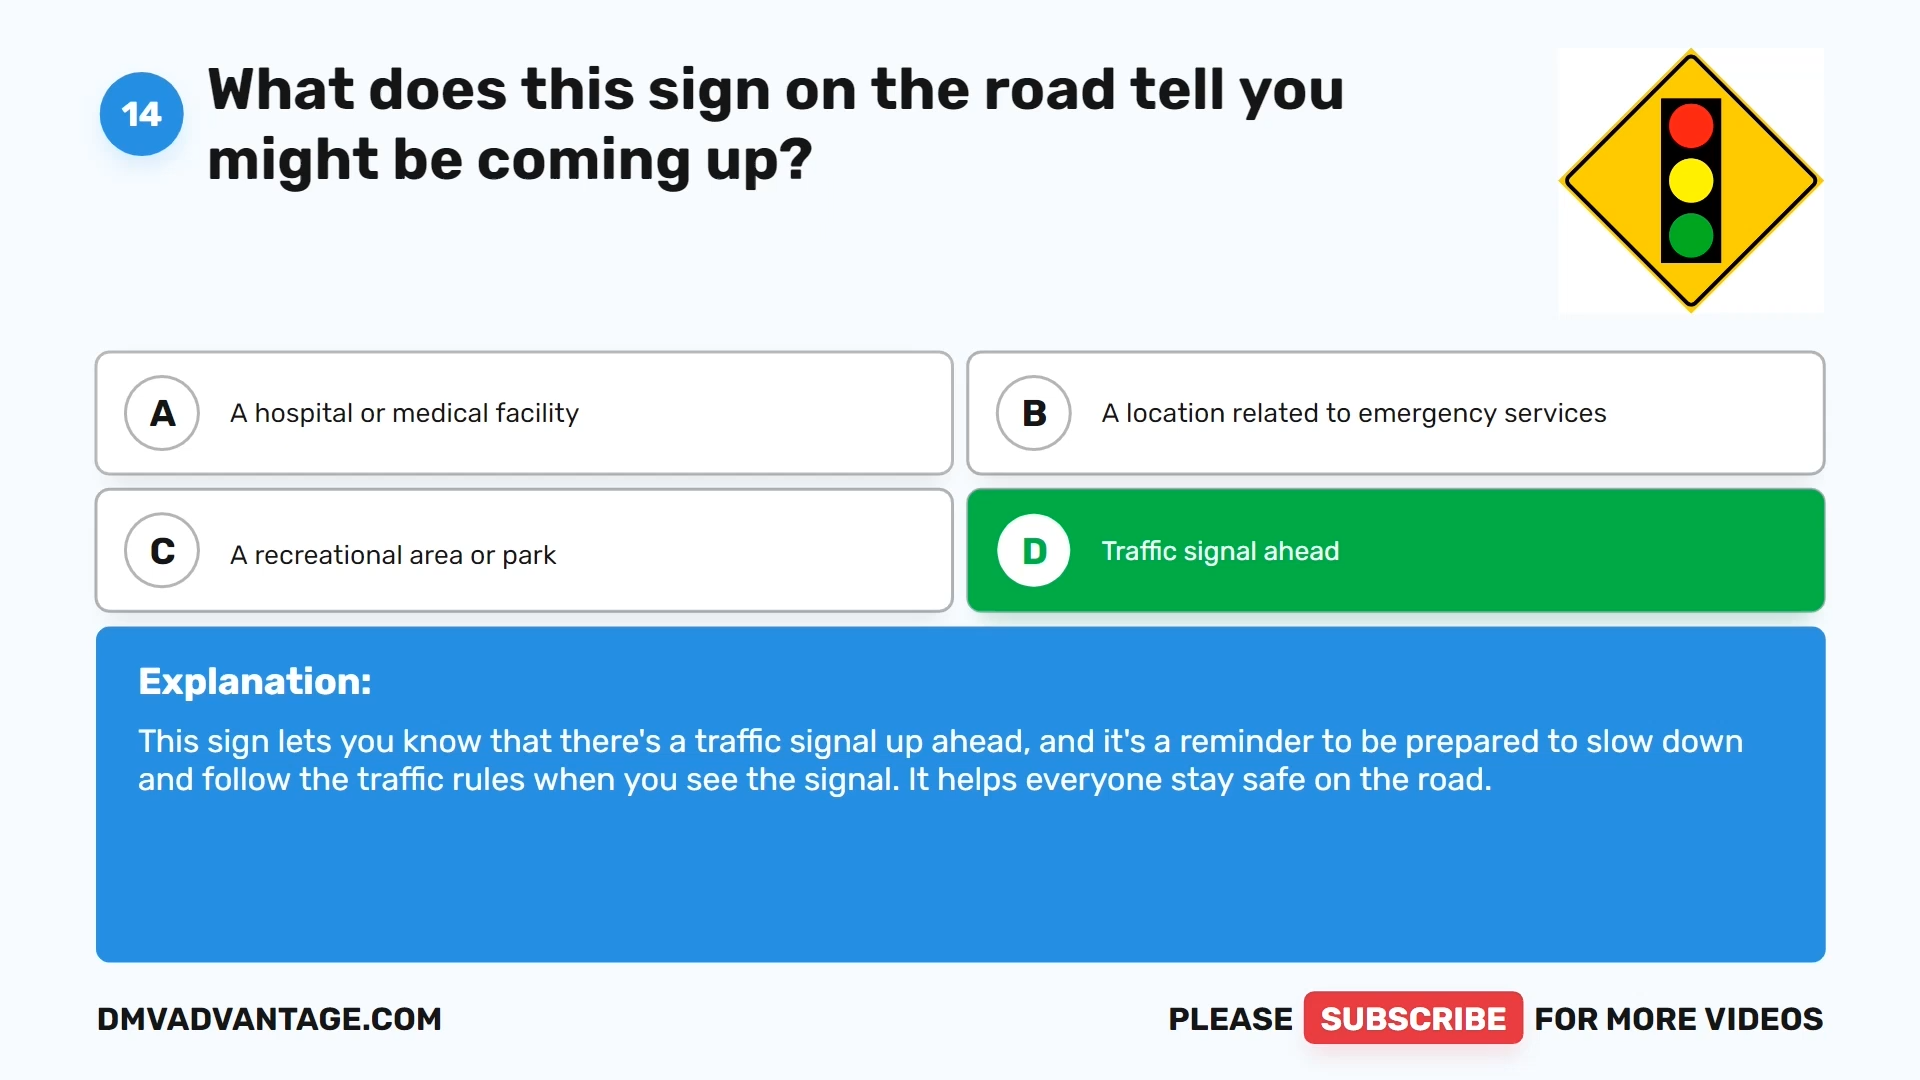 14
What does this sign on the road tell you
might be coming up?
A
A hospital or medical facility
B
A location related to emergency services
C
A recreational area or park
D
Traffic signal ahead
Explanation:
This sign lets you know that there's a traffic signal up ahead, and it's a reminder to be prepared to slow down
and follow the traffic rules when you see the signal. It helps everyone stay safe on the road.
DMVADVANTAGE.COM
PLEASE SUBSCRIBE FOR MORE VIDEOS